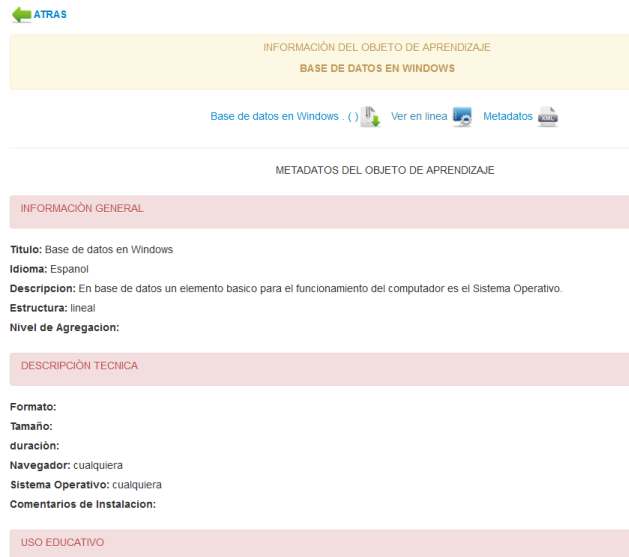 ATRAS
INFORMACIÒN DEL OBJETO DE APRENDIZAJE
BASE DE DATOS EN WINDOWS
Base de datos en Windows . ( ) Ver en linea Metadatos XML
METADATOS DEL OBJETO DE APRENDIZAJE
INFORMACIÒN GENERAL
Titulo: Base de datos en Windows
Idioma: Espanol
Descripcion: En base de datos un elemento basico para el funcionamiento del computador es el Sistema Operativo.
Estructura: lineal
Nivel de Agregacion:
DESCRIPCIÒN TECNICA
Formato:
Tamaño:
duraciòn:
Navegador: cualquiera
Sistema Operativo: cualquiera
Comentarios de Instalacion:
USO EDUCATIVO